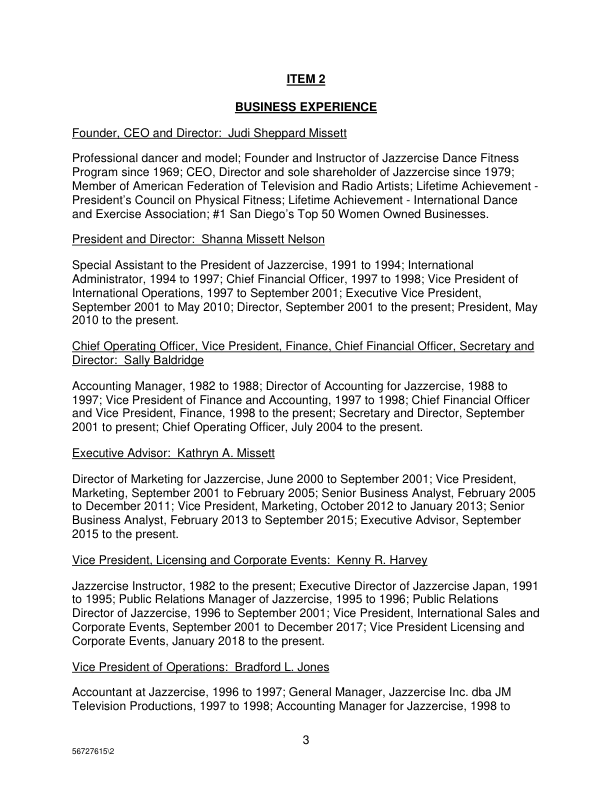 ITEM 2
BUSINESS EXPERIENCE
Founder, CEO and Director:  Judi Sheppard Missett
Professional dancer and model; Founder and Instructor of Jazzercise Dance Fitness
Program since 1969; CEO, Director and sole shareholder of Jazzercise since 1979;
Member of American Federation of Television and Radio Artists; Lifetime Achievement -
President's Council on Physical Fitness; Lifetime Achievement - International Dance
and Exercise Association; #1 San Diego's Top 50 Women Owned Businesses.
President and Director:  Shanna Missett Nelson
Special Assistant to the President of Jazzercise, 1991 to 1994; International
Administrator, 1994 to 1997; Chief Financial Officer, 1997 to 1998; Vice President of
International Operations, 1997 to September 2001; Executive Vice President,
September 2001 to May 2010; Director, September 2001 to the present; President, May
2010 to the present.
Chief Operating Officer, Vice President, Finance, Chief Financial Officer, Secretary and
Director:  Sally Baldridge
Accounting Manager, 1982 to 1988; Director of Accounting for Jazzercise, 1988 to
1997; Vice President of Finance and Accounting, 1997 to 1998; Chief Financial Officer
and Vice President, Finance, 1998 to the present; Secretary and Director, September
2001 to present; Chief Operating Officer, July 2004 to the present.
Executive Advisor:  Kathryn A. Missett
Director of Marketing for Jazzercise, June 2000 to September 2001; Vice President,
Marketing, September 2001 to February 2005; Senior Business Analyst, February 2005
to December 2011; Vice President, Marketing, October 2012 to January 2013; Senior
Business Analyst, February 2013 to September 2015; Executive Advisor, September
2015 to the present.
Vice President, Licensing and Corporate Events:  Kenny R. Harvey
Jazzercise Instructor, 1982 to the present; Executive Director of Jazzercise Japan, 1991
to 1995; Public Relations Manager of Jazzercise, 1995 to 1996; Public Relations
Director of Jazzercise, 1996 to September 2001; Vice President, International Sales and
Corporate Events, September 2001 to December 2017; Vice President Licensing and
Corporate Events, January 2018 to the present.
Vice President of Operations:  Bradford L. Jones
Accountant at Jazzercise, 1996 to 1997; General Manager, Jazzercise Inc. dba JM
Television Productions, 1997 to 1998; Accounting Manager for Jazzercise, 1998 to
3
56727615\2